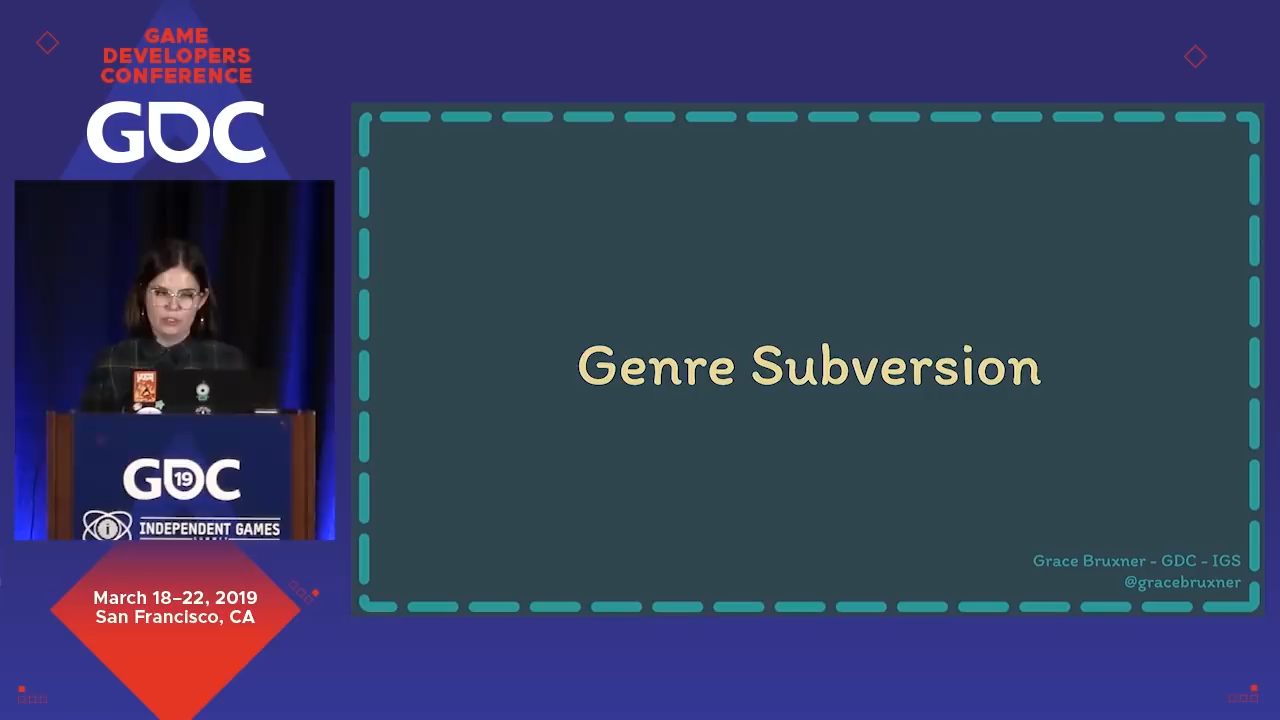 GAME
DEVELOPERS
CONFERENCE
GDC
Genre Subversion
Grace Bruxner - GDC - IGS
@gracebruxner
GDC
19
INDEPENDENT GAMES
March 18–22, 2019
San Francisco, CA